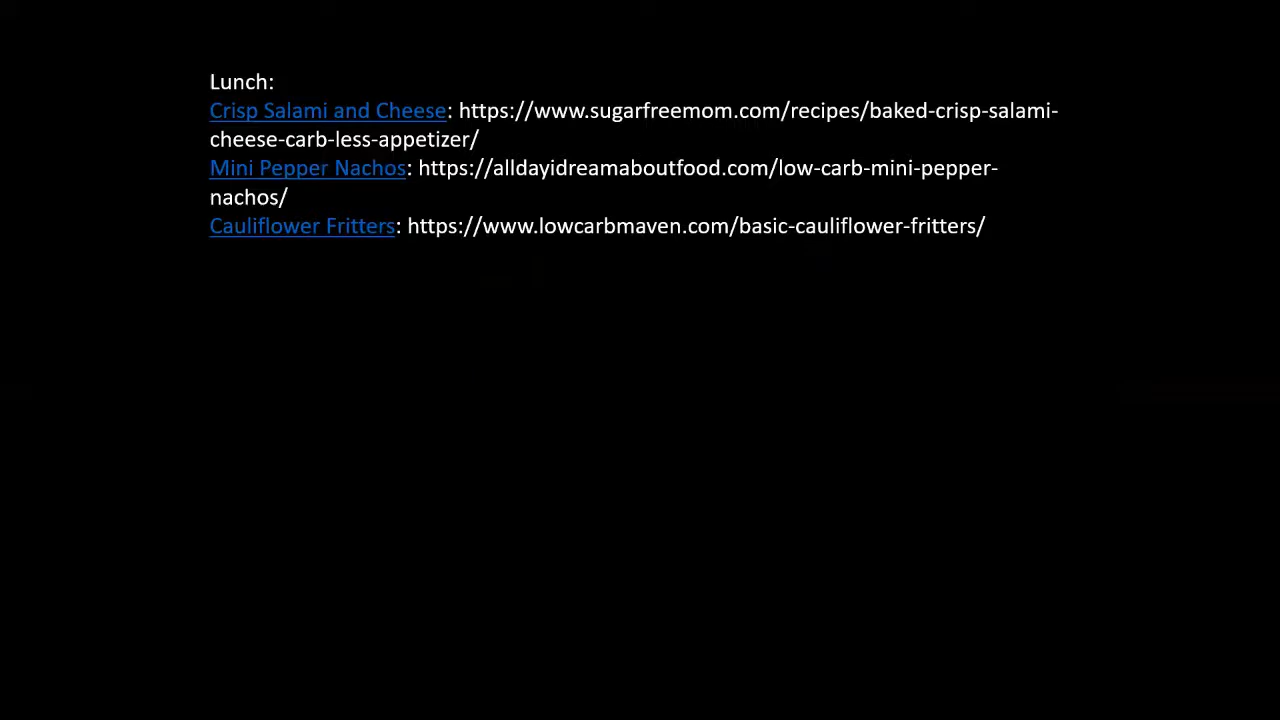 Lunch:
Crisp Salami and Cheese: https://www.sugarfreemom.com/recipes/baked-crisp-salami-
cheese-carb-less-appetizer/
Mini Pepper Nachos: https://alldayidreamaboutfood.com/low-carb-mini-pepper-
nachos/
Cauliflower Fritters: https://www.lowcarbmaven.com/basic-cauliflower-fritters/